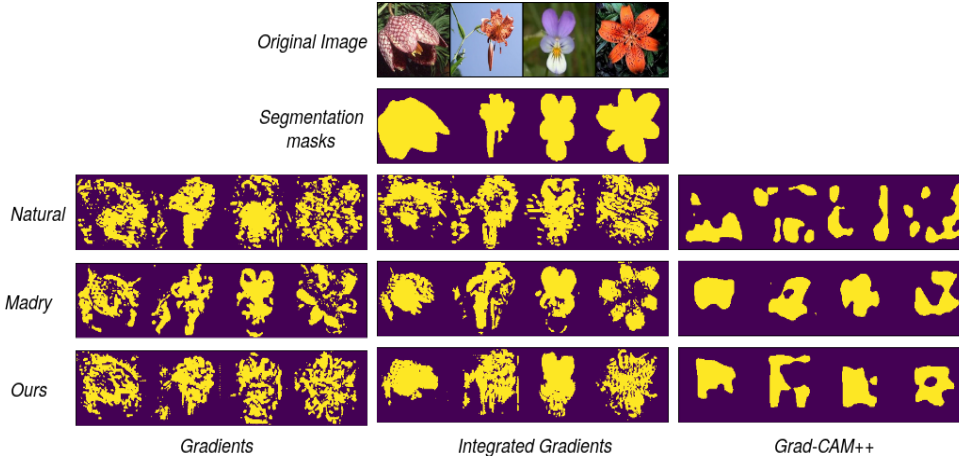 Original Image
Segmentation
masks
Natural
Madry
Ours
Gradients
Integrated Gradients
Grad-CAM++